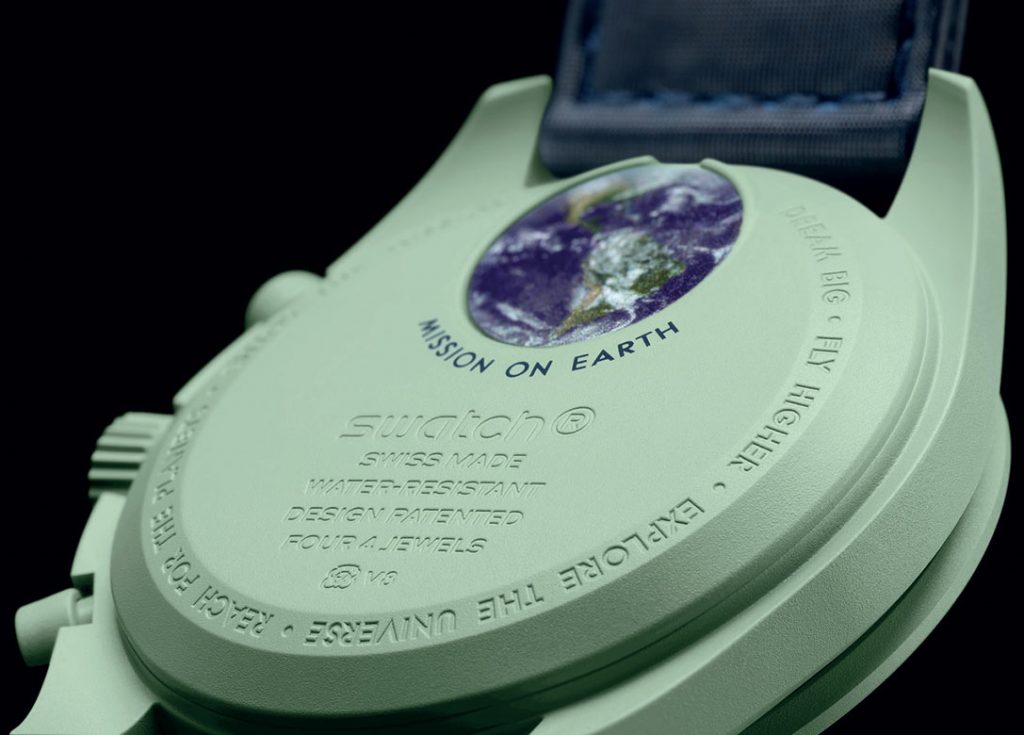 MISSION ON EARTH
swatch®
SWISS MADE
WATER-RESISTANT
DESIGN PATENTED
FOUR 4 JEWELS
V8
DREAM BIG • FLY HIGHER • EXPLORE THE UNIVERSE • REACH FOR THE PLANETS